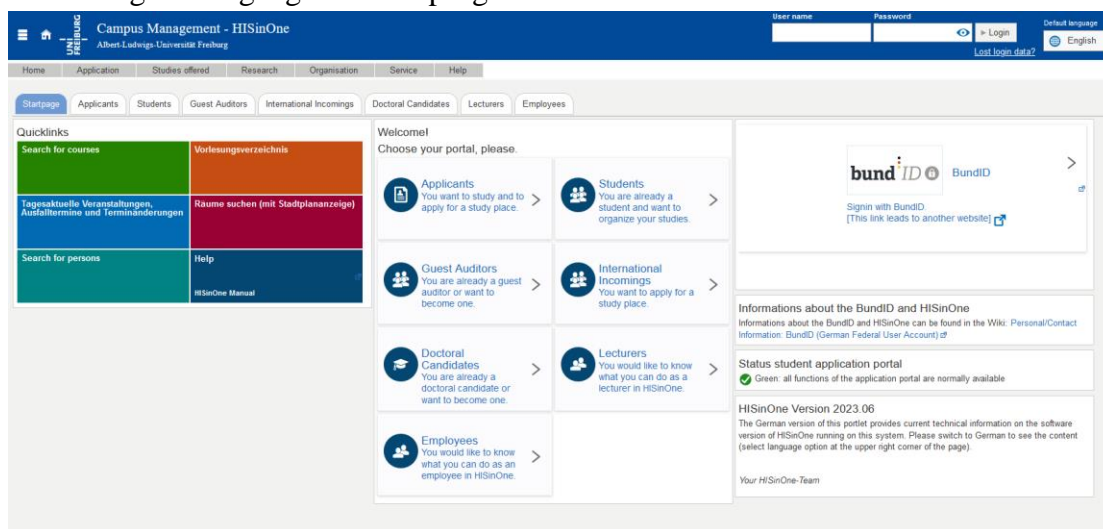 Campus Management - HISinOne
Albert-Ludwigs-Universität Freiburg
UNI
FREIBURG
User name
Password
Login
Lost login data?
Default language
English
Home Application Studies offered Research Organisation Service Help
Startpage Applicants Students Guest Auditors International Incomings Doctoral Candidates Lecturers Employees
Quicklinks
Search for courses
Vorlesungsverzeichnis
Tagesaktuelle Veranstaltungen,
Ausfalltermine und Terminänderungen
Räume suchen (mit Stadtplananzeige)
Search for persons
Help
HISinOne Manual
Welcome!
Choose your portal, please.
Applicants
You want to study and to
apply for a study place.
Students
You are already a
student and want to
organize your studies.
Guest Auditors
You are already a guest
auditor or want to
become one.
International
Incomings
You want to apply for a
study place.
Doctoral
Candidates
You are already a
doctoral candidate or
want to become one.
Lecturers
You would like to know
what you can do as a
lecturer in HISinOne.
Employees
You would like to know
what you can do as an
employee in HISinOne.
bund ID
BundID
Signin with BundID
[This link leads to another website]
Informations about the BundID and HISinOne
Informations about the BundID and HISinOne can be found in the Wiki: Personal/Contact
Information: BundID (German Federal User Account)
Status student application portal
Green: all functions of the application portal are normally available
HISinOne Version 2023.06
The German version of this portlet provides current technical information on the software
version of HISinOne running on this system. Please switch to German to see the content
(select language option at the upper right corner of the page).
Your HISinOne-Team